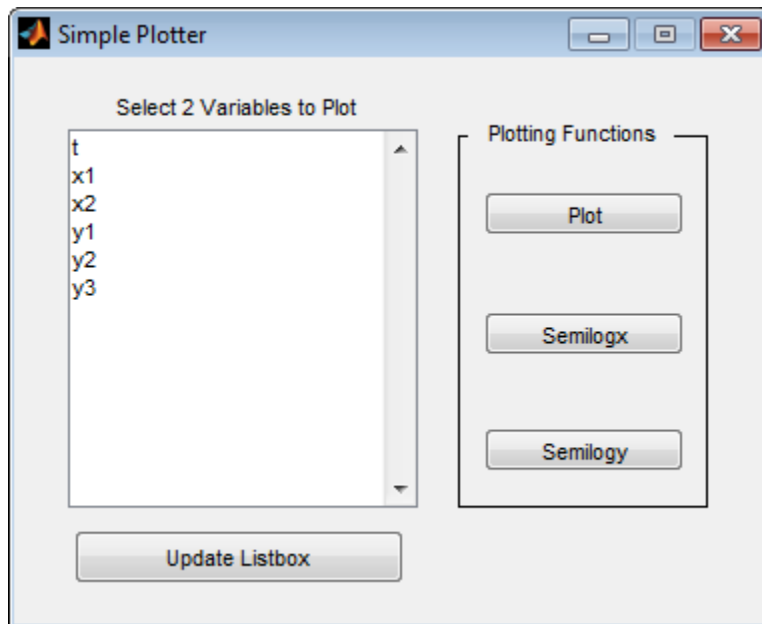 Simple Plotter
Select 2 Variables to Plot
t
x1
x2
y1
y2
y3
Update Listbox
Plotting Functions
Plot
Semilogx
Semilogy